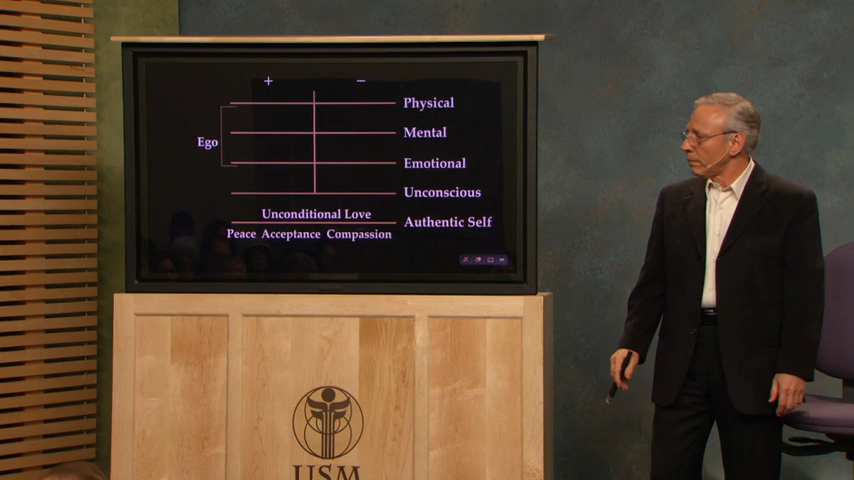 + −
Physical
Mental
Ego
Emotional
Unconscious
Unconditional Love
Authentic Self
Peace Acceptance Compassion
USM